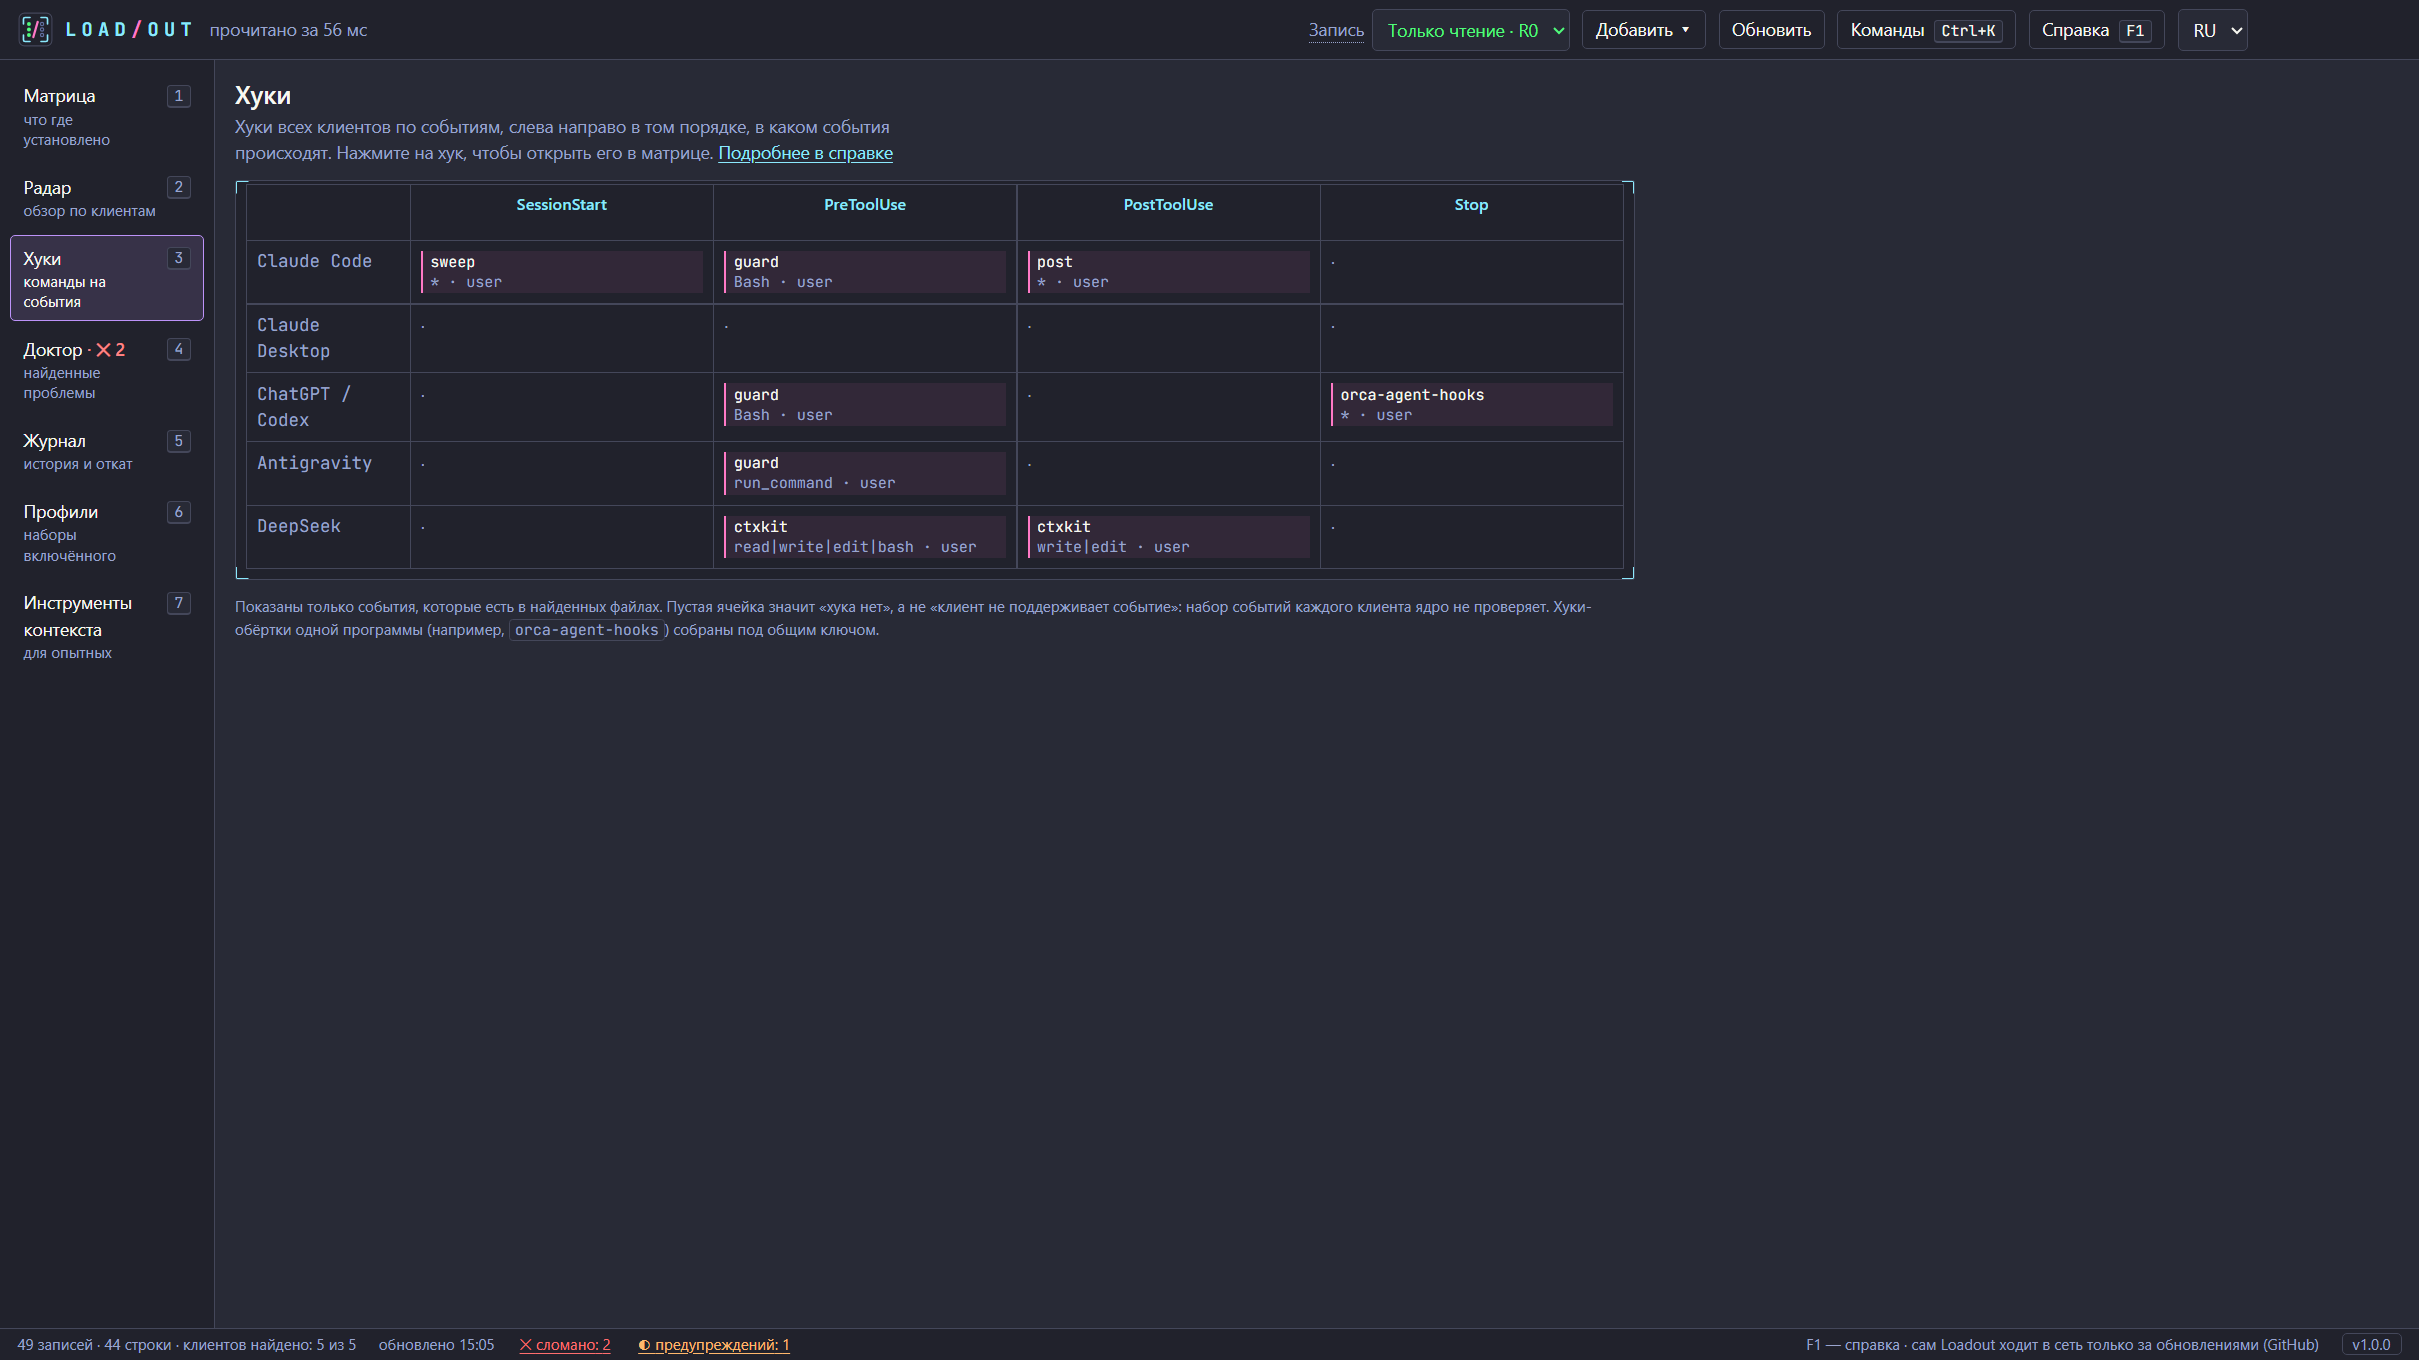 LOAD/OUT прочитано за 56 мс
Запись Только чтение · R0 Добавить ▾ Обновить Команды Ctrl+K Справка F1 RU
Матрица 1
что где
установлено
Радар 2
обзор по клиентам
Хуки 3
команды на
события
Доктор · ✕ 2 4
найденные
проблемы
Журнал 5
история и откат
Профили 6
наборы
включённого
Инструменты 7
контекста
для опытных
Хуки
Хуки всех клиентов по событиям, слева направо в том порядке, в каком события
происходят. Нажмите на хук, чтобы открыть его в матрице. Подробнее в справке
SessionStart PreToolUse PostToolUse Stop
Claude Code
sweep
* · user
guard
Bash · user
post
* · user
·
Claude
Desktop
· · · ·
ChatGPT /
Codex
·
guard
Bash · user
·
orca-agent-hooks
* · user
Antigravity
·
guard
run_command · user
· ·
DeepSeek
·
ctxkit
read|write|edit|bash · user
ctxkit
write|edit · user
·
Показаны только события, которые есть в найденных файлах. Пустая ячейка значит «хука нет», а не «клиент не поддерживает событие»: набор событий каждого клиента ядро не проверяет. Хуки-
обёртки одной программы (например, orca-agent-hooks) собраны под общим ключом.
49 записей · 44 строки · клиентов найдено: 5 из 5 обновлено 15:05 ✕ сломано: 2 ◐ предупреждений: 1
F1 — справка · сам Loadout ходит в сеть только за обновлениями (GitHub) v1.0.0